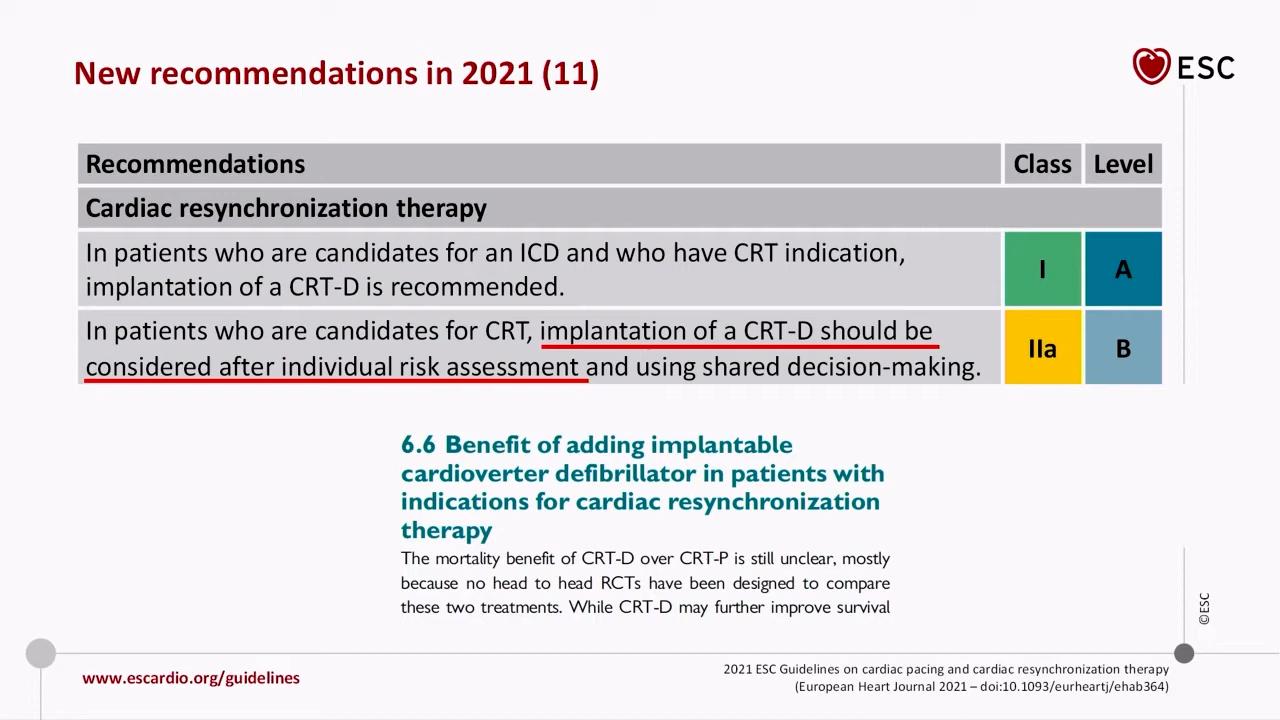 New recommendations in 2021 (11)
ESC
Recommendations Class Level
Cardiac resynchronization therapy
In patients who are candidates for an ICD and who have CRT indication,
implantation of a CRT-D is recommended.
I A
In patients who are candidates for CRT, implantation of a CRT-D should be
considered after individual risk assessment and using shared decision-making.
IIa B
6.6 Benefit of adding implantable
cardioverter defibrillator in patients with
indications for cardiac resynchronization
therapy
The mortality benefit of CRT-D over CRT-P is still unclear, mostly
because no head to head RCTs have been designed to compare
these two treatments. While CRT-D may further improve survival
©ESC
www.escardio.org/guidelines
2021 ESC Guidelines on cardiac pacing and cardiac resynchronization therapy
(European Heart Journal 2021 – doi:10.1093/eurheartj/ehab364)